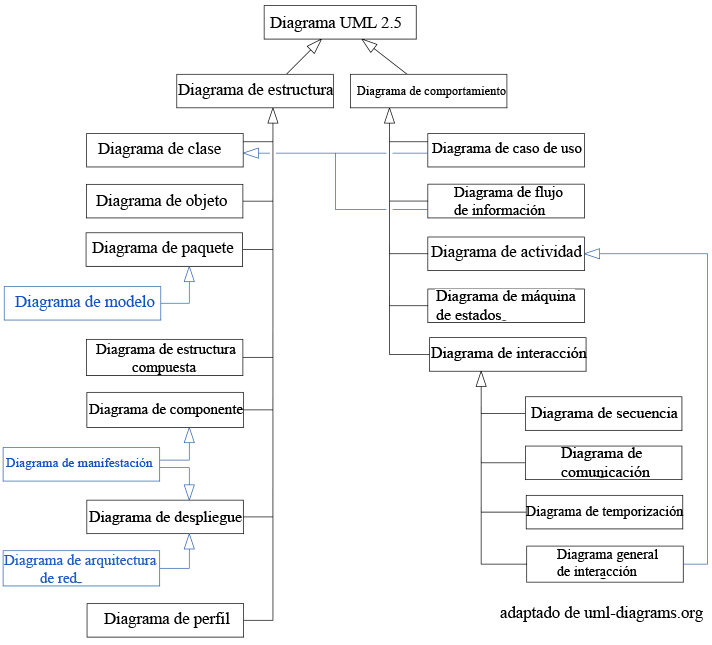 Diagrama UML 2.5
Diagrama de estructura
Diagrama de comportamiento
Diagrama de clase
Diagrama de caso de uso
Diagrama de objeto
Diagrama de flujo
de información
Diagrama de paquete
Diagrama de actividad
Diagrama de modelo
Diagrama de máquina
de estados_
Diagrama de estructura
compuesta
Diagrama de interacción
Diagrama de componente
Diagrama de secuencia
Diagrama de manifestación
Diagrama de
comunicación
Diagrama de despliegue
Diagrama de temporización
Diagrama de arquitectura
de red_
Diagrama general
de interacción
Diagrama de perfil
adaptado de uml-diagrams.org